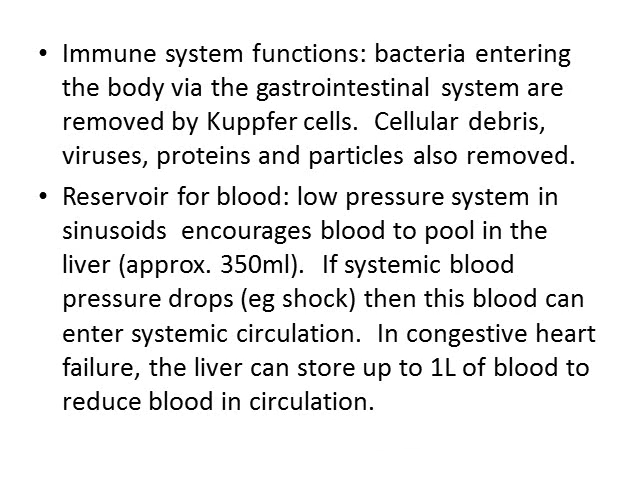 • Immune system functions: bacteria entering
the body via the gastrointestinal system are
removed by Kuppfer cells.  Cellular debris,
viruses, proteins and particles also removed.
• Reservoir for blood: low pressure system in
sinusoids  encourages blood to pool in the
liver (approx. 350ml).  If systemic blood
pressure drops (eg shock) then this blood can
enter systemic circulation.  In congestive heart
failure, the liver can store up to 1L of blood to
reduce blood in circulation.